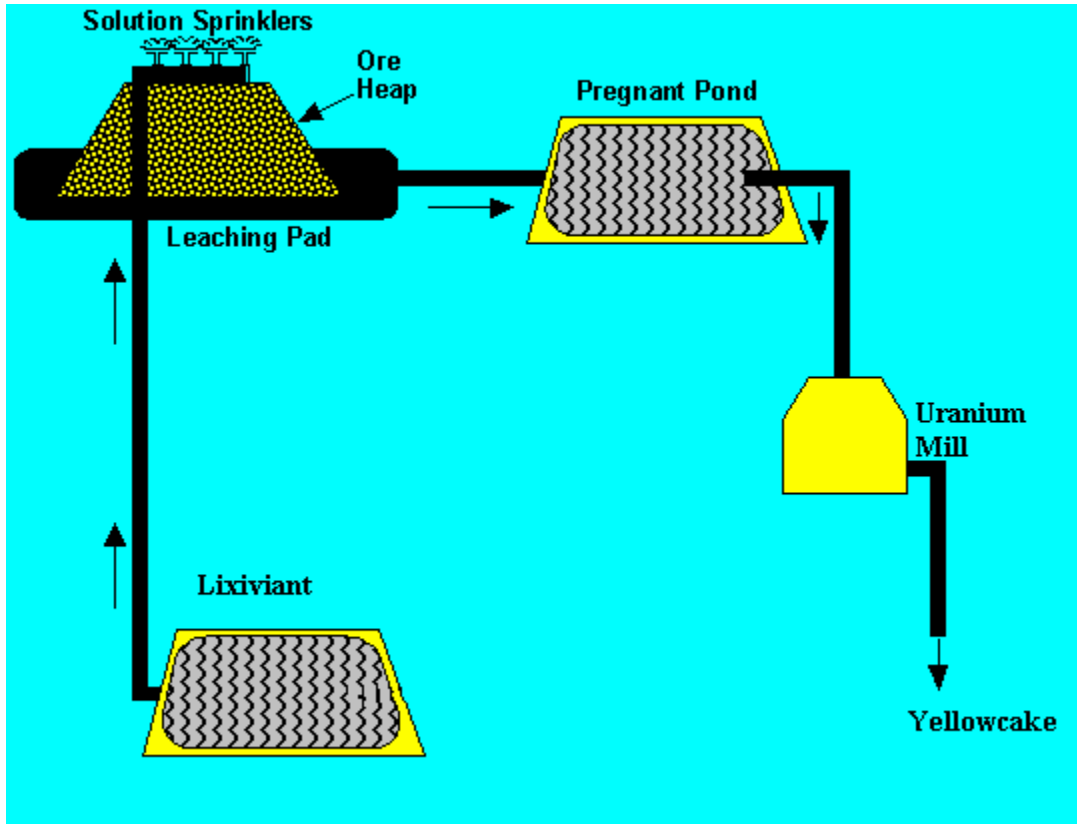 Solution Sprinklers
Ore
Heap
Pregnant Pond
Leaching Pad
Uranium
Mill
Lixiviant
Yellowcake